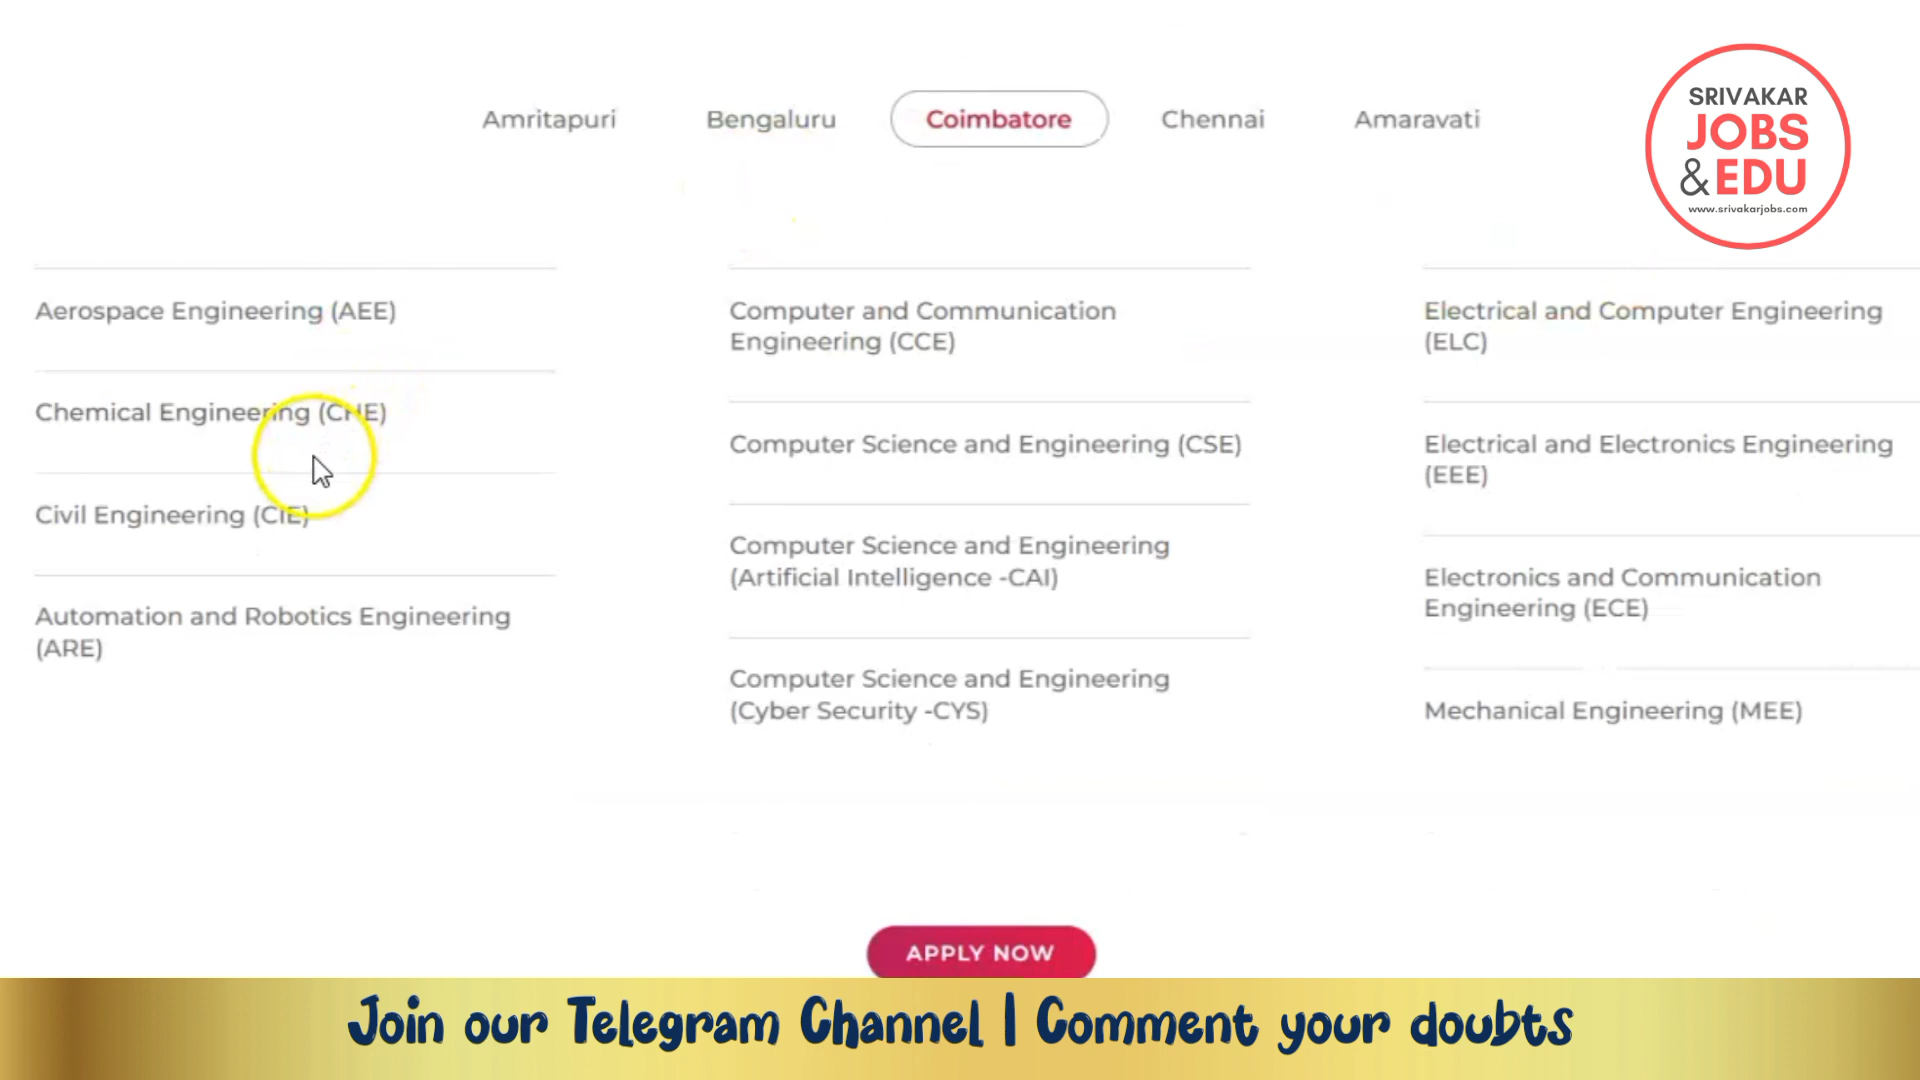 Amritapuri
Bengaluru
Coimbatore
Chennai
Amaravati
SRIVAKAR
JOBS
&EDU
www.srivakarjobs.com
Aerospace Engineering (AEE)
Chemical Engineering (CHE)
Civil Engineering (CIE)
Automation and Robotics Engineering
(ARE)
Computer and Communication
Engineering (CCE)
Computer Science and Engineering (CSE)
Computer Science and Engineering
(Artificial Intelligence -CAI)
Computer Science and Engineering
(Cyber Security -CYS)
Electrical and Computer Engineering
(ELC)
Electrical and Electronics Engineering
(EEE)
Electronics and Communication
Engineering (ECE)
Mechanical Engineering (MEE)
APPLY NOW
Join our Telegram Channel | Comment your doubts